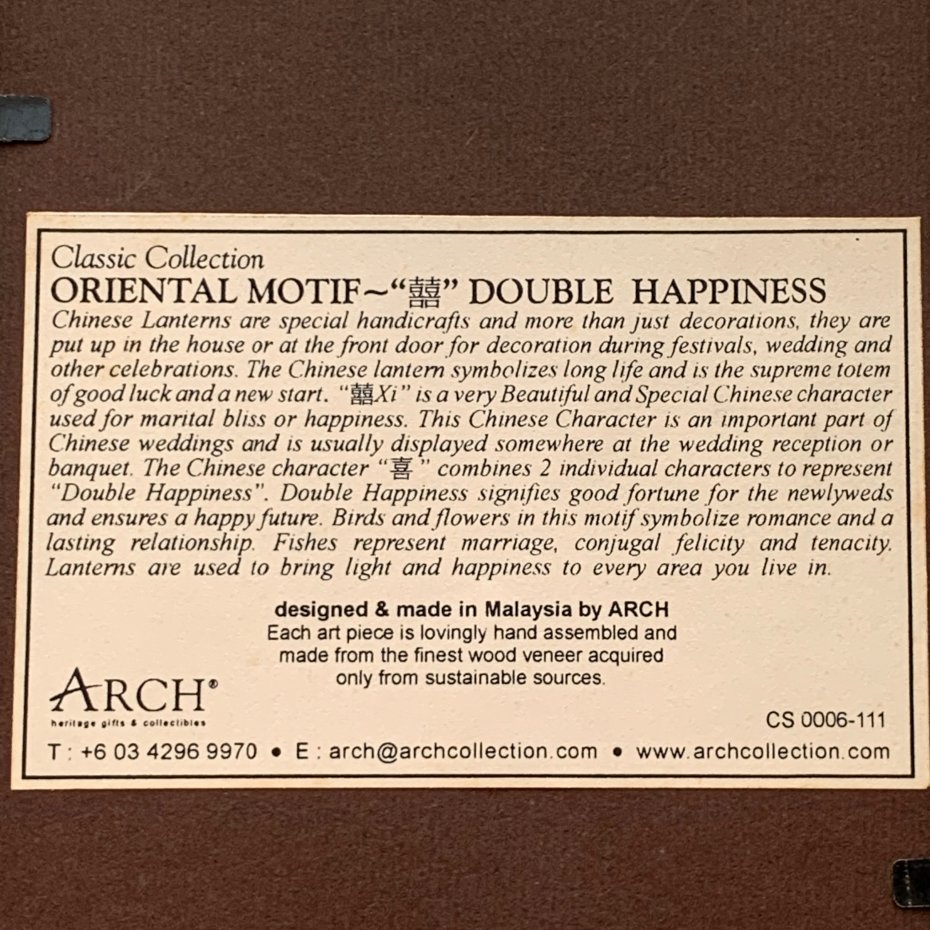 Classic Collection
ORIENTAL MOTIF~“囍” DOUBLE HAPPINESS
Chinese Lanterns are special handicrafts and more than just decorations, they are
put up in the house or at the front door for decoration during festivals, wedding and
other celebrations. The Chinese lantern symbolizes long life and is the supreme totem
of good luck and a new start. “囍Xi” is a very Beautiful and Special Chinese character
used for marital bliss or happiness. This Chinese Character is an important part of
Chinese weddings and is usually displayed somewhere at the wedding reception or
banquet. The Chinese character “喜 ” combines 2 individual characters to represent
“Double Happiness”. Double Happiness signifies good fortune for the newlyweds
and ensures a happy future. Birds and flowers in this motif symbolize romance and a
lasting relationship. Fishes represent marriage, conjugal felicity and tenacity.
Lanterns are used to bring light and happiness to every area you live in.
designed & made in Malaysia by ARCH
Each art piece is lovingly hand assembled and
made from the finest wood veneer acquired
only from sustainable sources.
ARCH®
heritage gifts & collectibles
CS 0006-111
T : +6 03 4296 9970 • E : arch@archcollection.com • www.archcollection.com